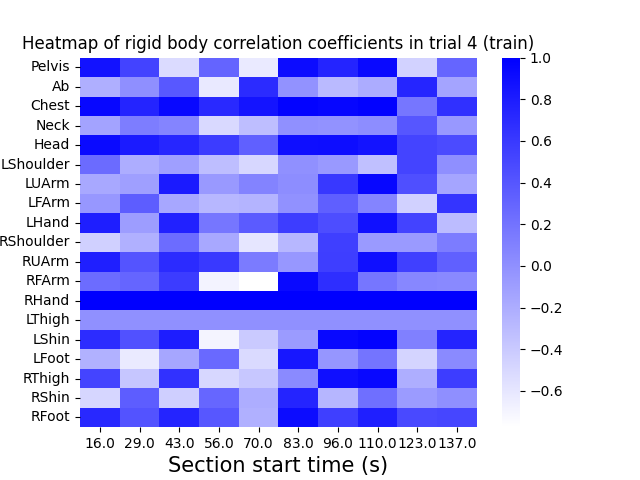 Heatmap of rigid body correlation coefficients in trial 4 (train)
Pelvis
Ab
Chest
Neck
Head
LShoulder
LUArm
LFArm
LHand
RShoulder
RUArm
RFArm
RHand
LThigh
LShin
LFoot
RThigh
RShin
RFoot
16.0 29.0 43.0 56.0 70.0 83.0 96.0 110.0 123.0 137.0
Section start time (s)
1.0
0.8
0.6
0.4
0.2
0.0
−0.2
−0.4
−0.6